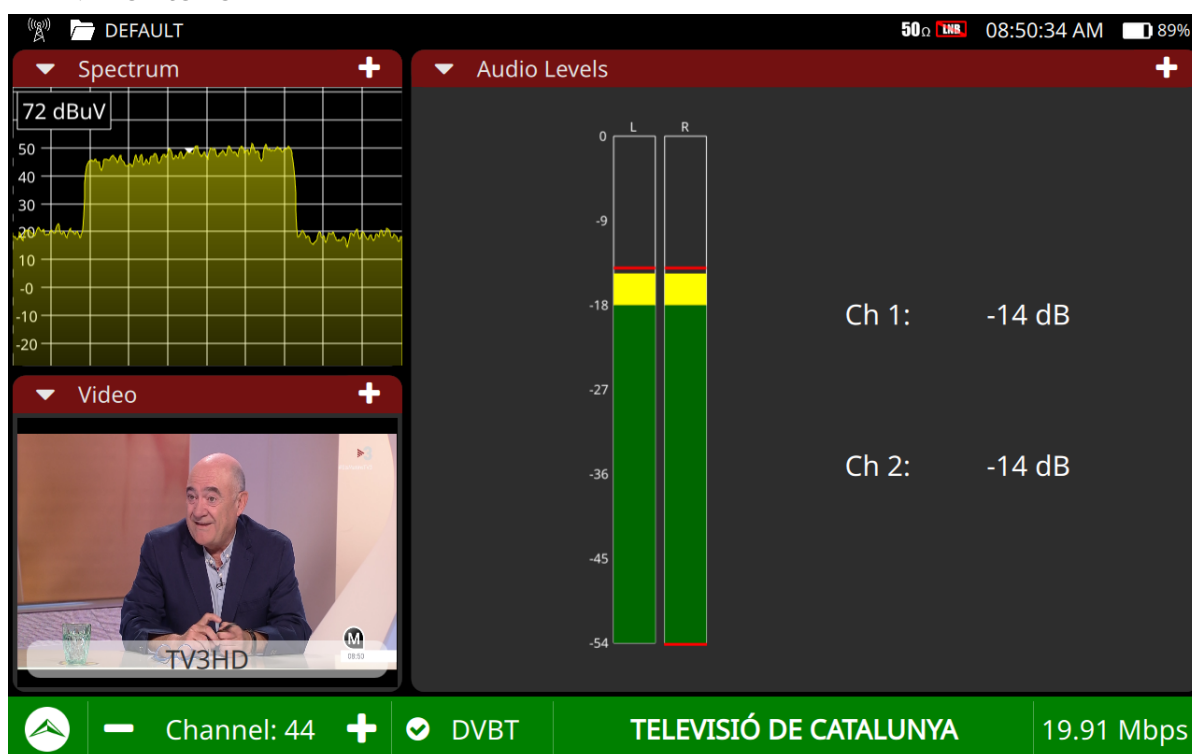 DEFAULT
50Ω LNB 08:50:34 AM 89%
Spectrum
72 dBuV
50
40
30
20
10
-0
-10
-20
Video
3
M
08:50
TV3HD
Audio Levels
L R
0
-9
-18
-27
-36
-45
-54
Ch 1: -14 dB
Ch 2: -14 dB
Channel: 44 DVBT TELEVISIÓ DE CATALUNYA 19.91 Mbps